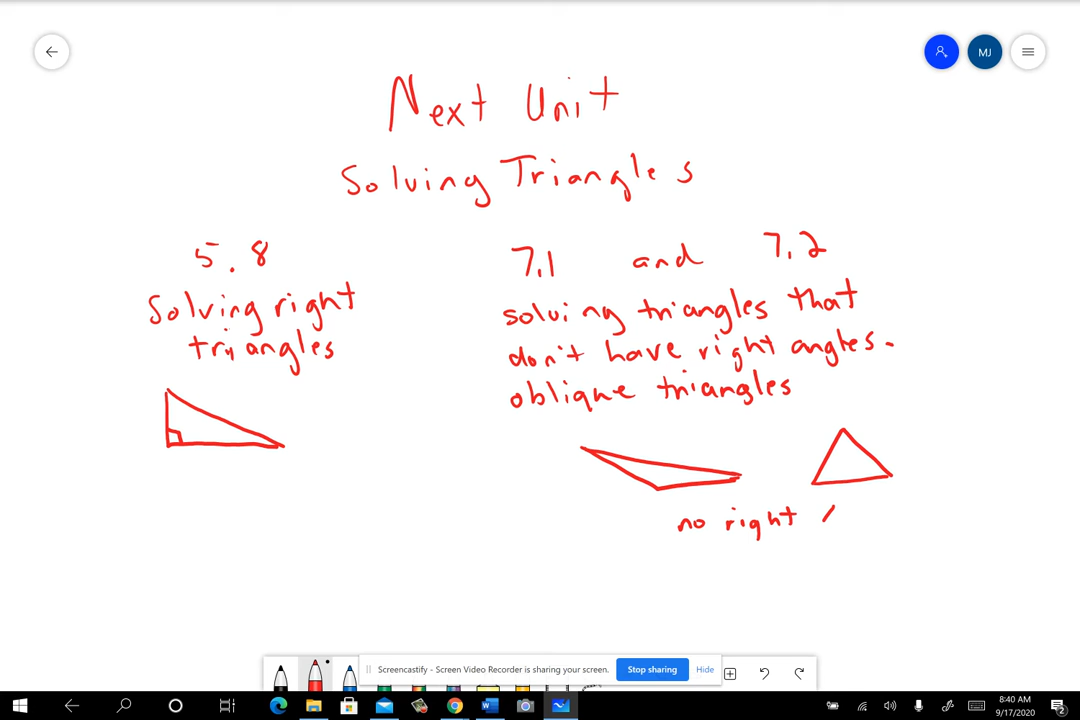 MJ
Next Unit
Solving Triangles
5.8
Solving right
triangles
7.1 and 7.2
solving triangles that
don't have right angles.
oblique triangles
no right
Screencastify - Screen Video Recorder is sharing your screen.
Stop sharing
Hide
8:40 AM
9/17/2020
2